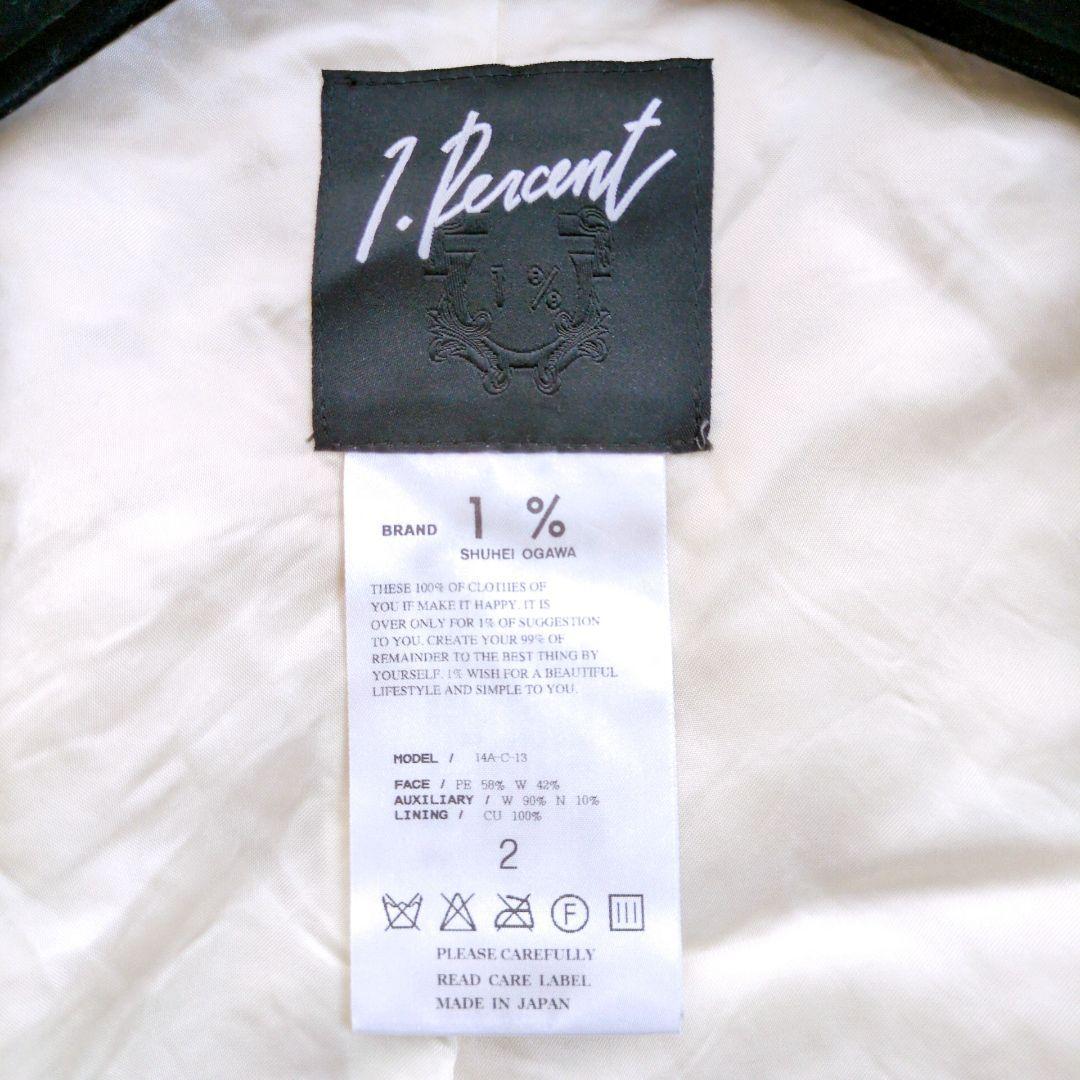 1. Percent
1 %
BRAND 1 %
SHUHEI OGAWA
THESE 100% OF CLOTHES OF
YOU IF MAKE IT HAPPY. IT IS
OVER ONLY FOR 1% OF SUGGESTION
TO YOU. CREATE YOUR 99% OF
REMAINDER TO THE BEST THING BY
YOURSELF. 1% WISH FOR A BEAUTIFUL
LIFESTYLE AND SIMPLE TO YOU.
MODEL / 14A-C-13
FACE / PE 58% W 42%
AUXILIARY / W 90% N 10%
LINING / CU 100%
2
F
PLEASE CAREFULLY
READ CARE LABEL
MADE IN JAPAN